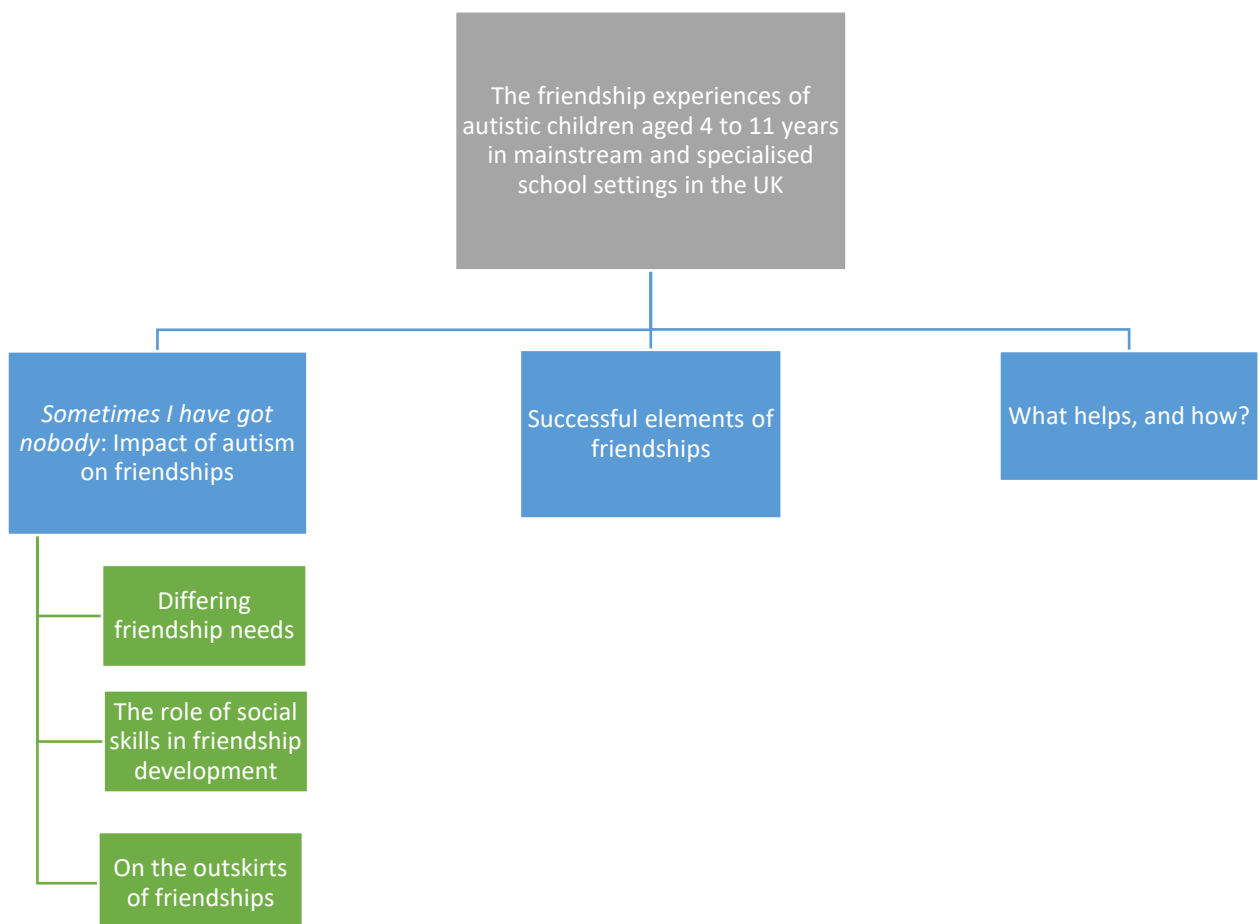 The friendship experiences of
autistic children aged 4 to 11 years
in mainstream and specialised
school settings in the UK
Sometimes I have got
nobody: Impact of autism
on friendships
Successful elements of
friendships
What helps, and how?
Differing
friendship needs
The role of social
skills in friendship
development
On the outskirts
of friendships